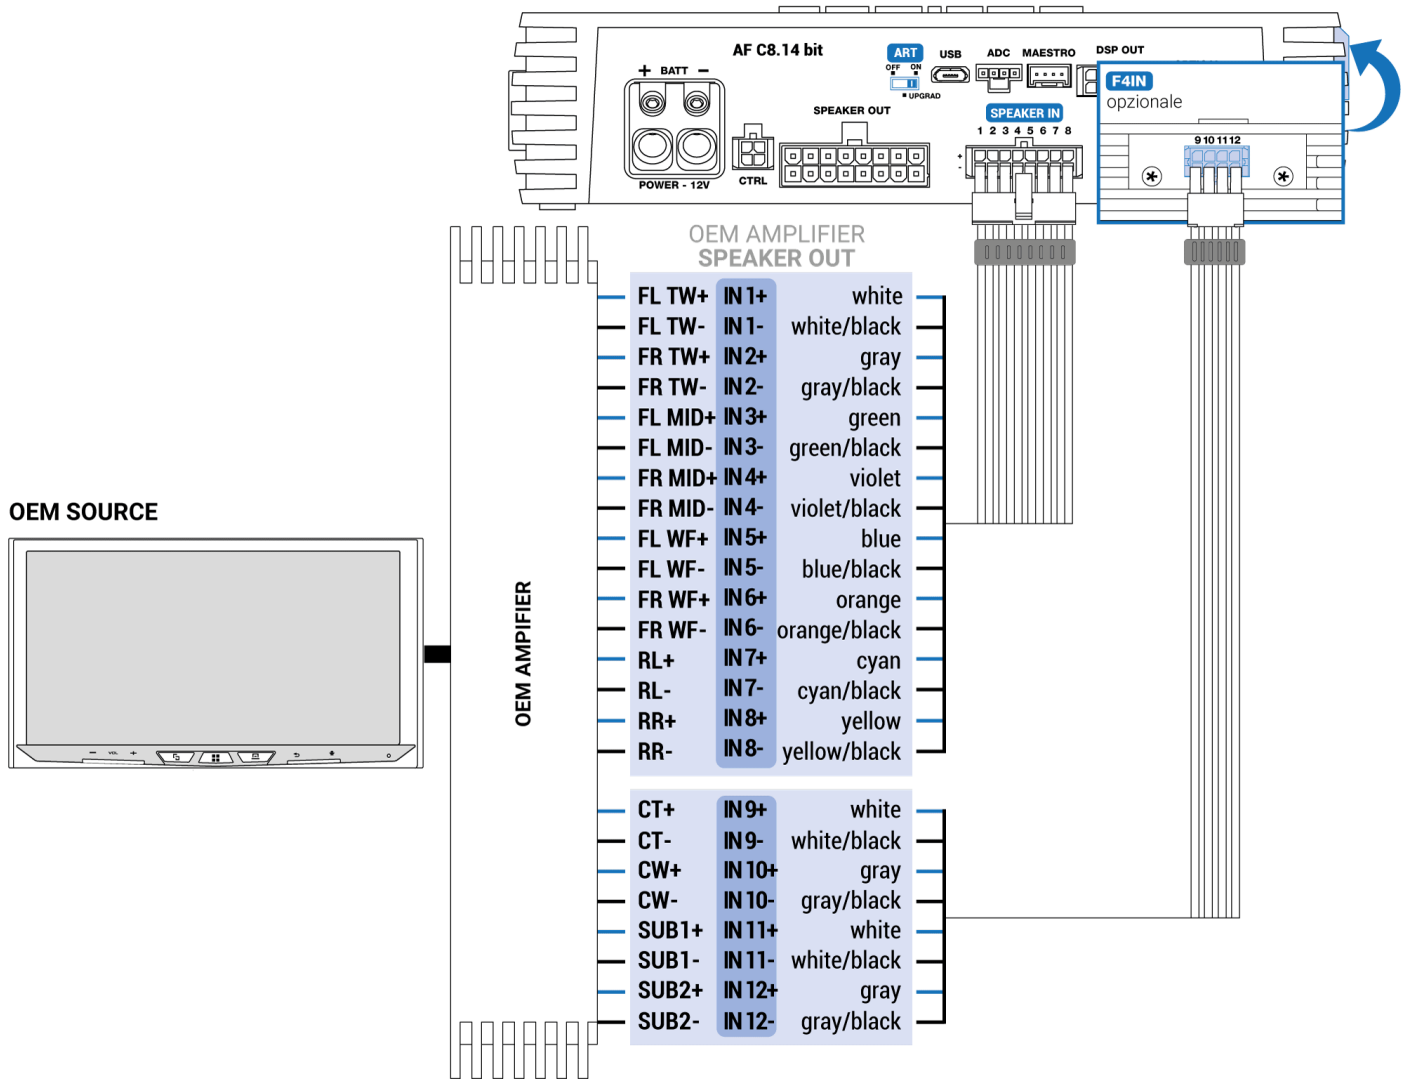 AF C8.14 bit
ART
OFF ON
UPGRAD
USB
ADC
MAESTRO
DSP OUT
+ BATT −
POWER - 12V
CTRL
SPEAKER OUT
SPEAKER IN
1 2 3 4 5 6 7 8
+
-
F4IN
opzionale
9 10 11 12
OEM AMPLIFIER
SPEAKER OUT
FL TW+ IN 1+ white
FL TW- IN 1- white/black
FR TW+ IN 2+ gray
FR TW- IN 2- gray/black
FL MID+ IN 3+ green
FL MID- IN 3- green/black
FR MID+ IN 4+ violet
FR MID- IN 4- violet/black
FL WF+ IN 5+ blue
FL WF- IN 5- blue/black
FR WF+ IN 6+ orange
FR WF- IN 6- orange/black
RL+ IN 7+ cyan
RL- IN 7- cyan/black
RR+ IN 8+ yellow
RR- IN 8- yellow/black
CT+ IN 9+ white
CT- IN 9- white/black
CW+ IN 10+ gray
CW- IN 10- gray/black
SUB1+ IN 11+ white
SUB1- IN 11- white/black
SUB2+ IN 12+ gray
SUB2- IN 12- gray/black
OEM AMPIFIER
OEM SOURCE
− VOL +